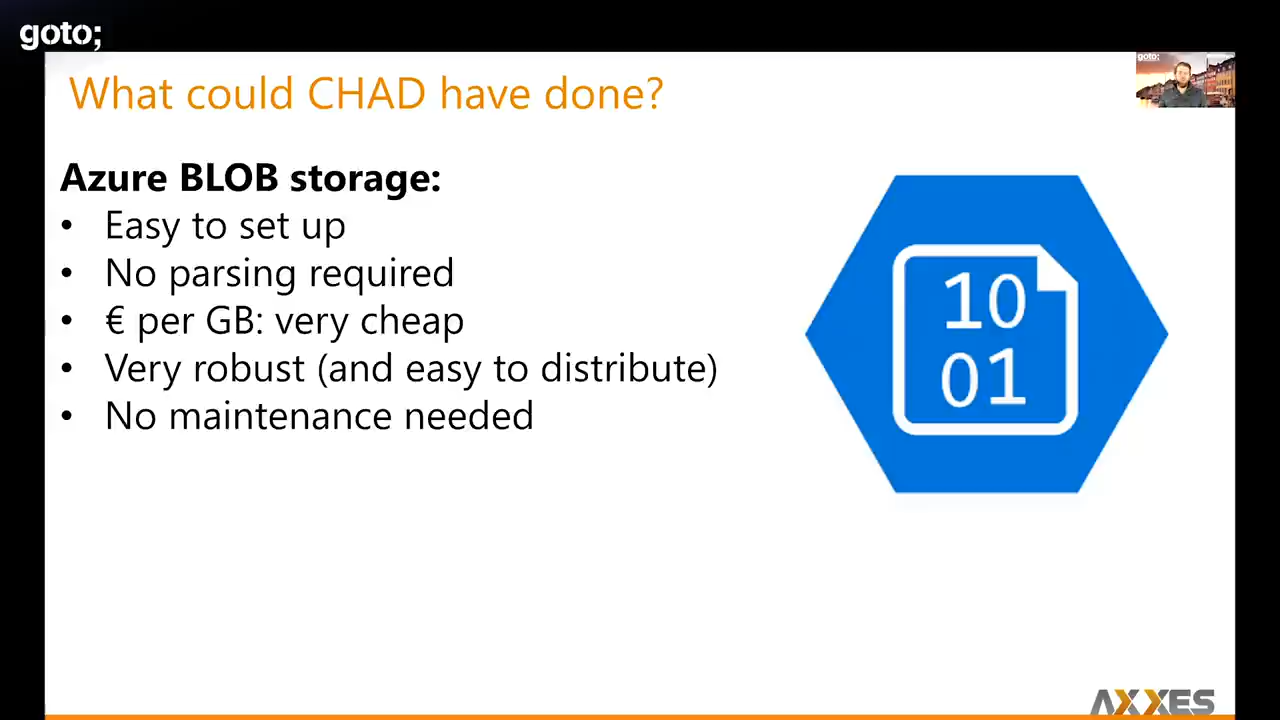 goto;
goto;
What could CHAD have done?
Azure BLOB storage:
• Easy to set up
• No parsing required
• € per GB: very cheap
• Very robust (and easy to distribute)
• No maintenance needed
10
01
AXXES